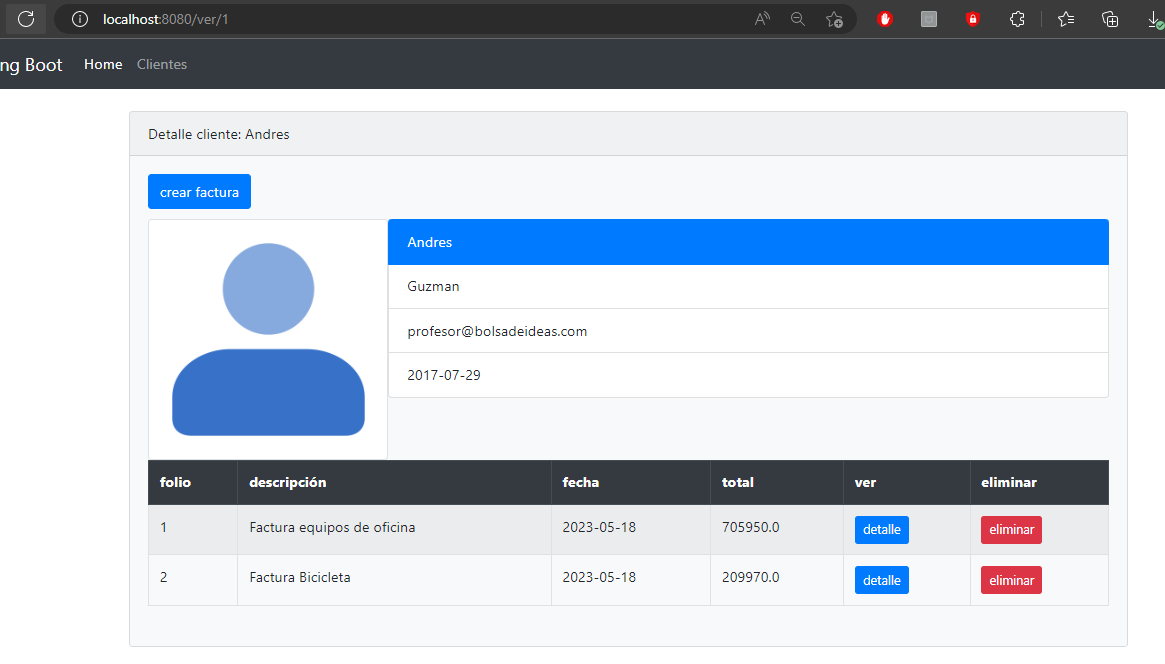 localhost:8080/ver/1
ng Boot Home Clientes
Detalle cliente: Andres
crear factura
Andres
Guzman
profesor@bolsadeideas.com
2017-07-29
folio descripción fecha total ver eliminar
1 Factura equipos de oficina 2023-05-18 705950.0 detalle eliminar
2 Factura Bicicleta 2023-05-18 209970.0 detalle eliminar